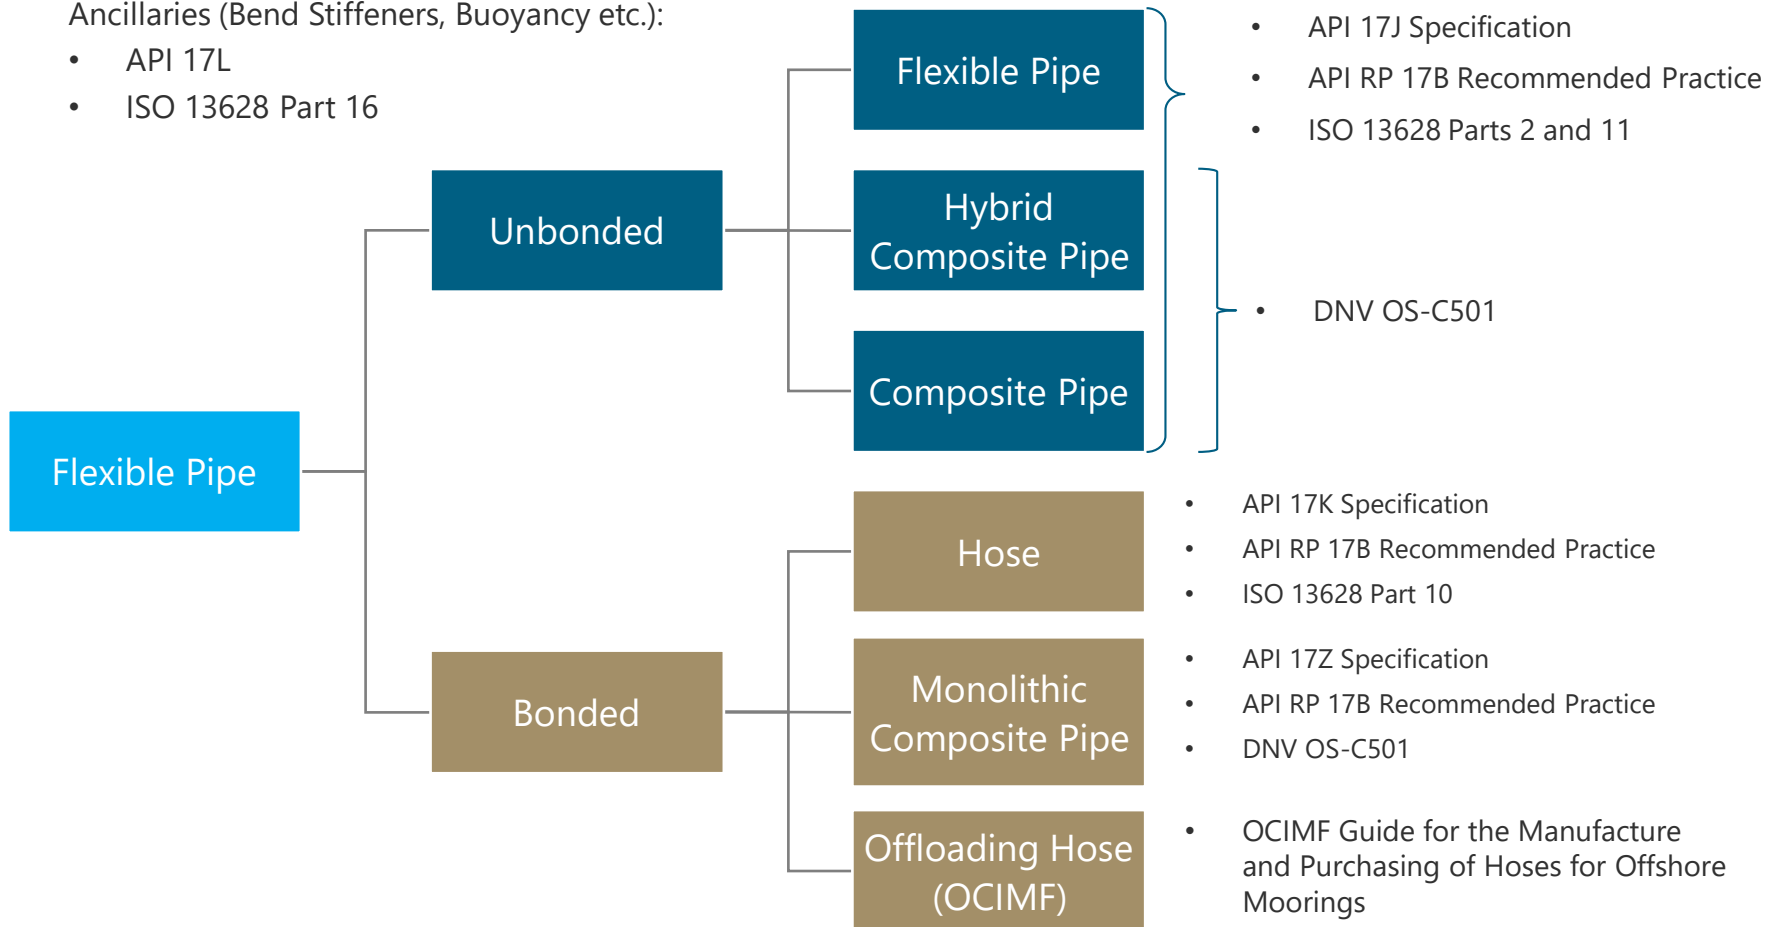 Ancillaries (Bend Stiffeners, Buoyancy etc.):
• API 17L
• ISO 13628 Part 16
Flexible Pipe
• API 17J Specification
• API RP 17B Recommended Practice
• ISO 13628 Parts 2 and 11
Unbonded
Hybrid
Composite Pipe
• DNV OS-C501
Composite Pipe
Flexible Pipe
Hose
• API 17K Specification
• API RP 17B Recommended Practice
• ISO 13628 Part 10
Bonded
Monolithic
Composite Pipe
• API 17Z Specification
• API RP 17B Recommended Practice
• DNV OS-C501
Offloading Hose
(OCIMF)
• OCIMF Guide for the Manufacture
and Purchasing of Hoses for Offshore
Moorings